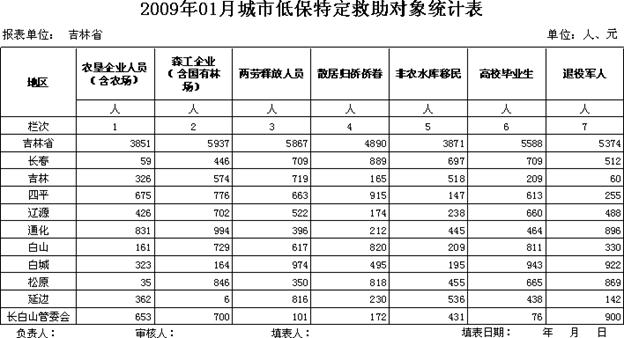 2009年01月城市低保特定救助对象统计表
报表单位： 吉林省 单位：人、元
地区 农垦企业人员（含农场） 森工企业（含国有林场） 两劳释放人员 散居归侨侨眷 非农水库移民 高校毕业生 退役军人
人 人 人 人 人 人 人
栏次 1 2 3 4 5 6 7
吉林省 3851 5937 5867 4890 3871 5588 5374
长春 59 446 709 889 697 709 512
吉林 326 574 719 165 518 209 60
四平 675 776 663 915 147 613 255
辽源 426 702 522 174 238 660 488
通化 831 994 396 212 445 464 896
白山 161 729 617 820 209 811 330
白城 323 164 974 495 195 943 922
松原 35 846 350 818 455 665 869
延边 362 6 816 230 536 438 142
长白山管委会 653 700 101 172 431 76 900
负责人： 审核人： 填表人： 填表日期： 年 月 日